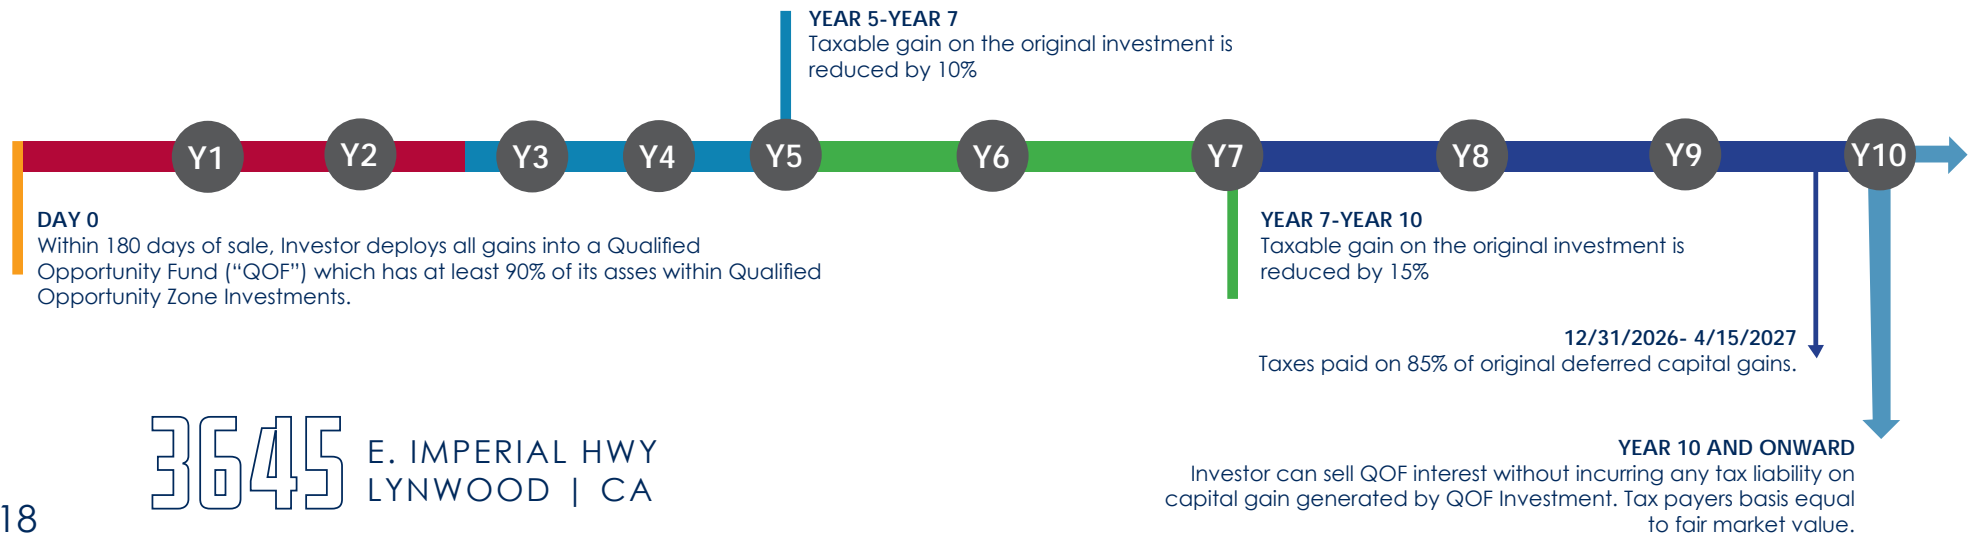 YEAR 5-YEAR 7
Taxable gain on the original investment is
reduced by 10%
Y1
Y2
Y3
Y4
Y5
Y6
Y7
Y8
Y9
Y10
DAY 0
Within 180 days of sale, Investor deploys all gains into a Qualified
Opportunity Fund (“QOF”) which has at least 90% of its asses within Qualified
Opportunity Zone Investments.
YEAR 7-YEAR 10
Taxable gain on the original investment is
reduced by 15%
12/31/2026- 4/15/2027
Taxes paid on 85% of original deferred capital gains.
YEAR 10 AND ONWARD
Investor can sell QOF interest without incurring any tax liability on
capital gain generated by QOF Investment. Tax payers basis equal
to fair market value.
3645
E. IMPERIAL HWY
LYNWOOD | CA
18